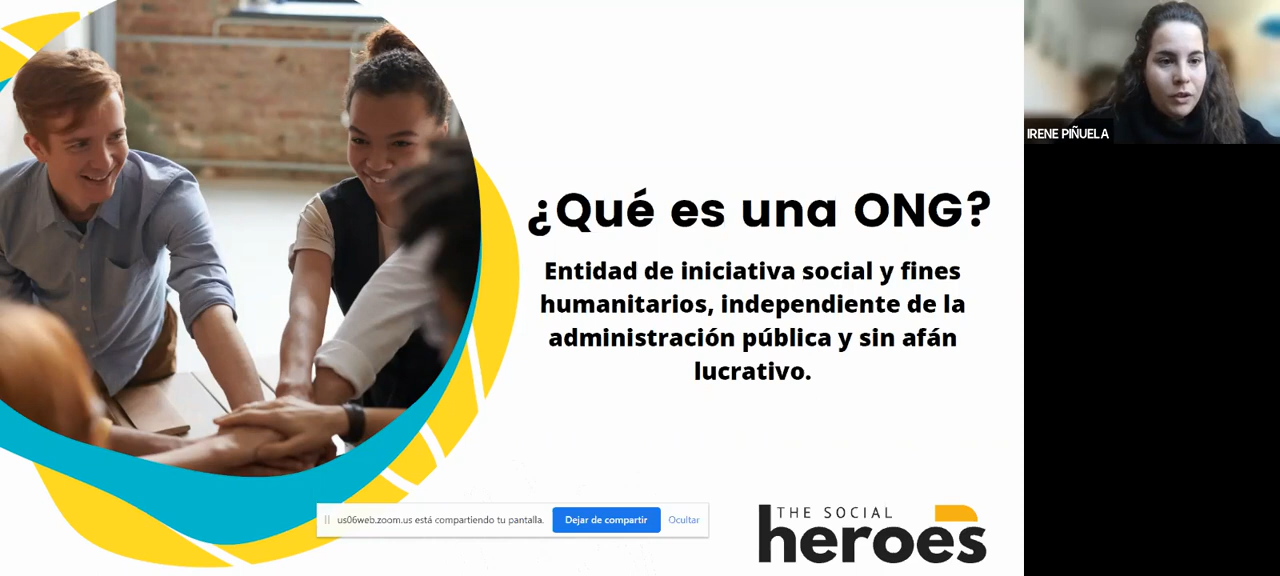 ¿Qué es una ONG?
Entidad de iniciativa social y fines
humanitarios, independiente de la
administración pública y sin afán
lucrativo.
us06web.zoom.us está compartiendo tu pantalla.
Dejar de compartir
Ocultar
THE SOCIAL
heroes
IRENE PIÑUELA